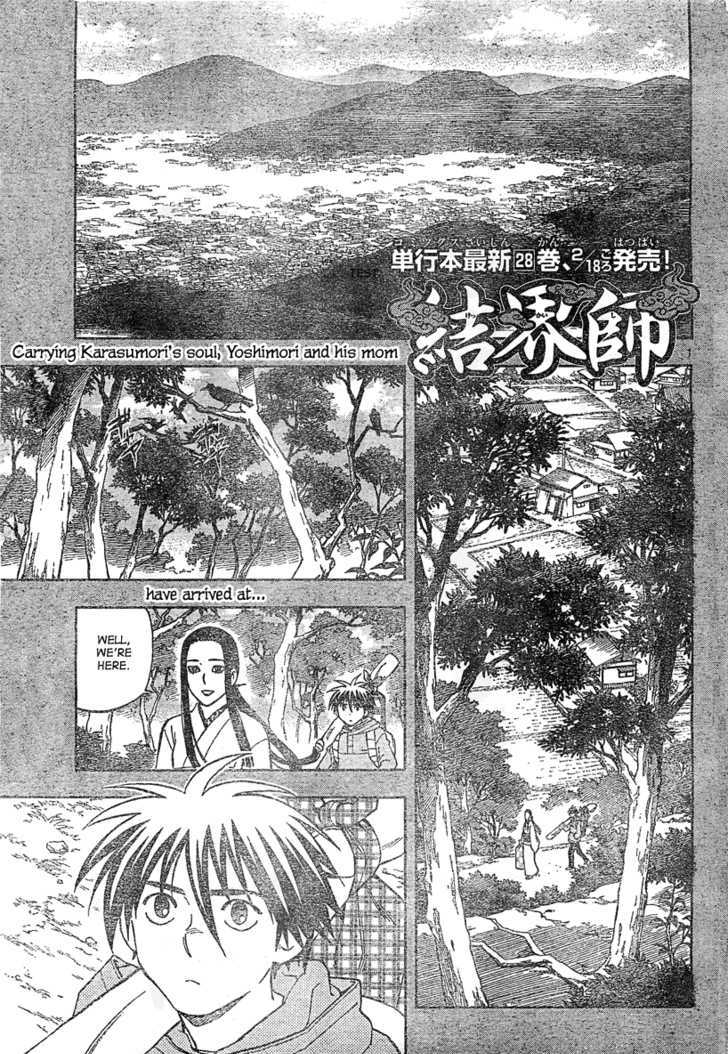 単行本最新28巻、2/18ごろ発売!
結界師
Carrying Karasumori's soul, Yoshimori and his mom
have arrived at...
WELL,
WE'RE
HERE.